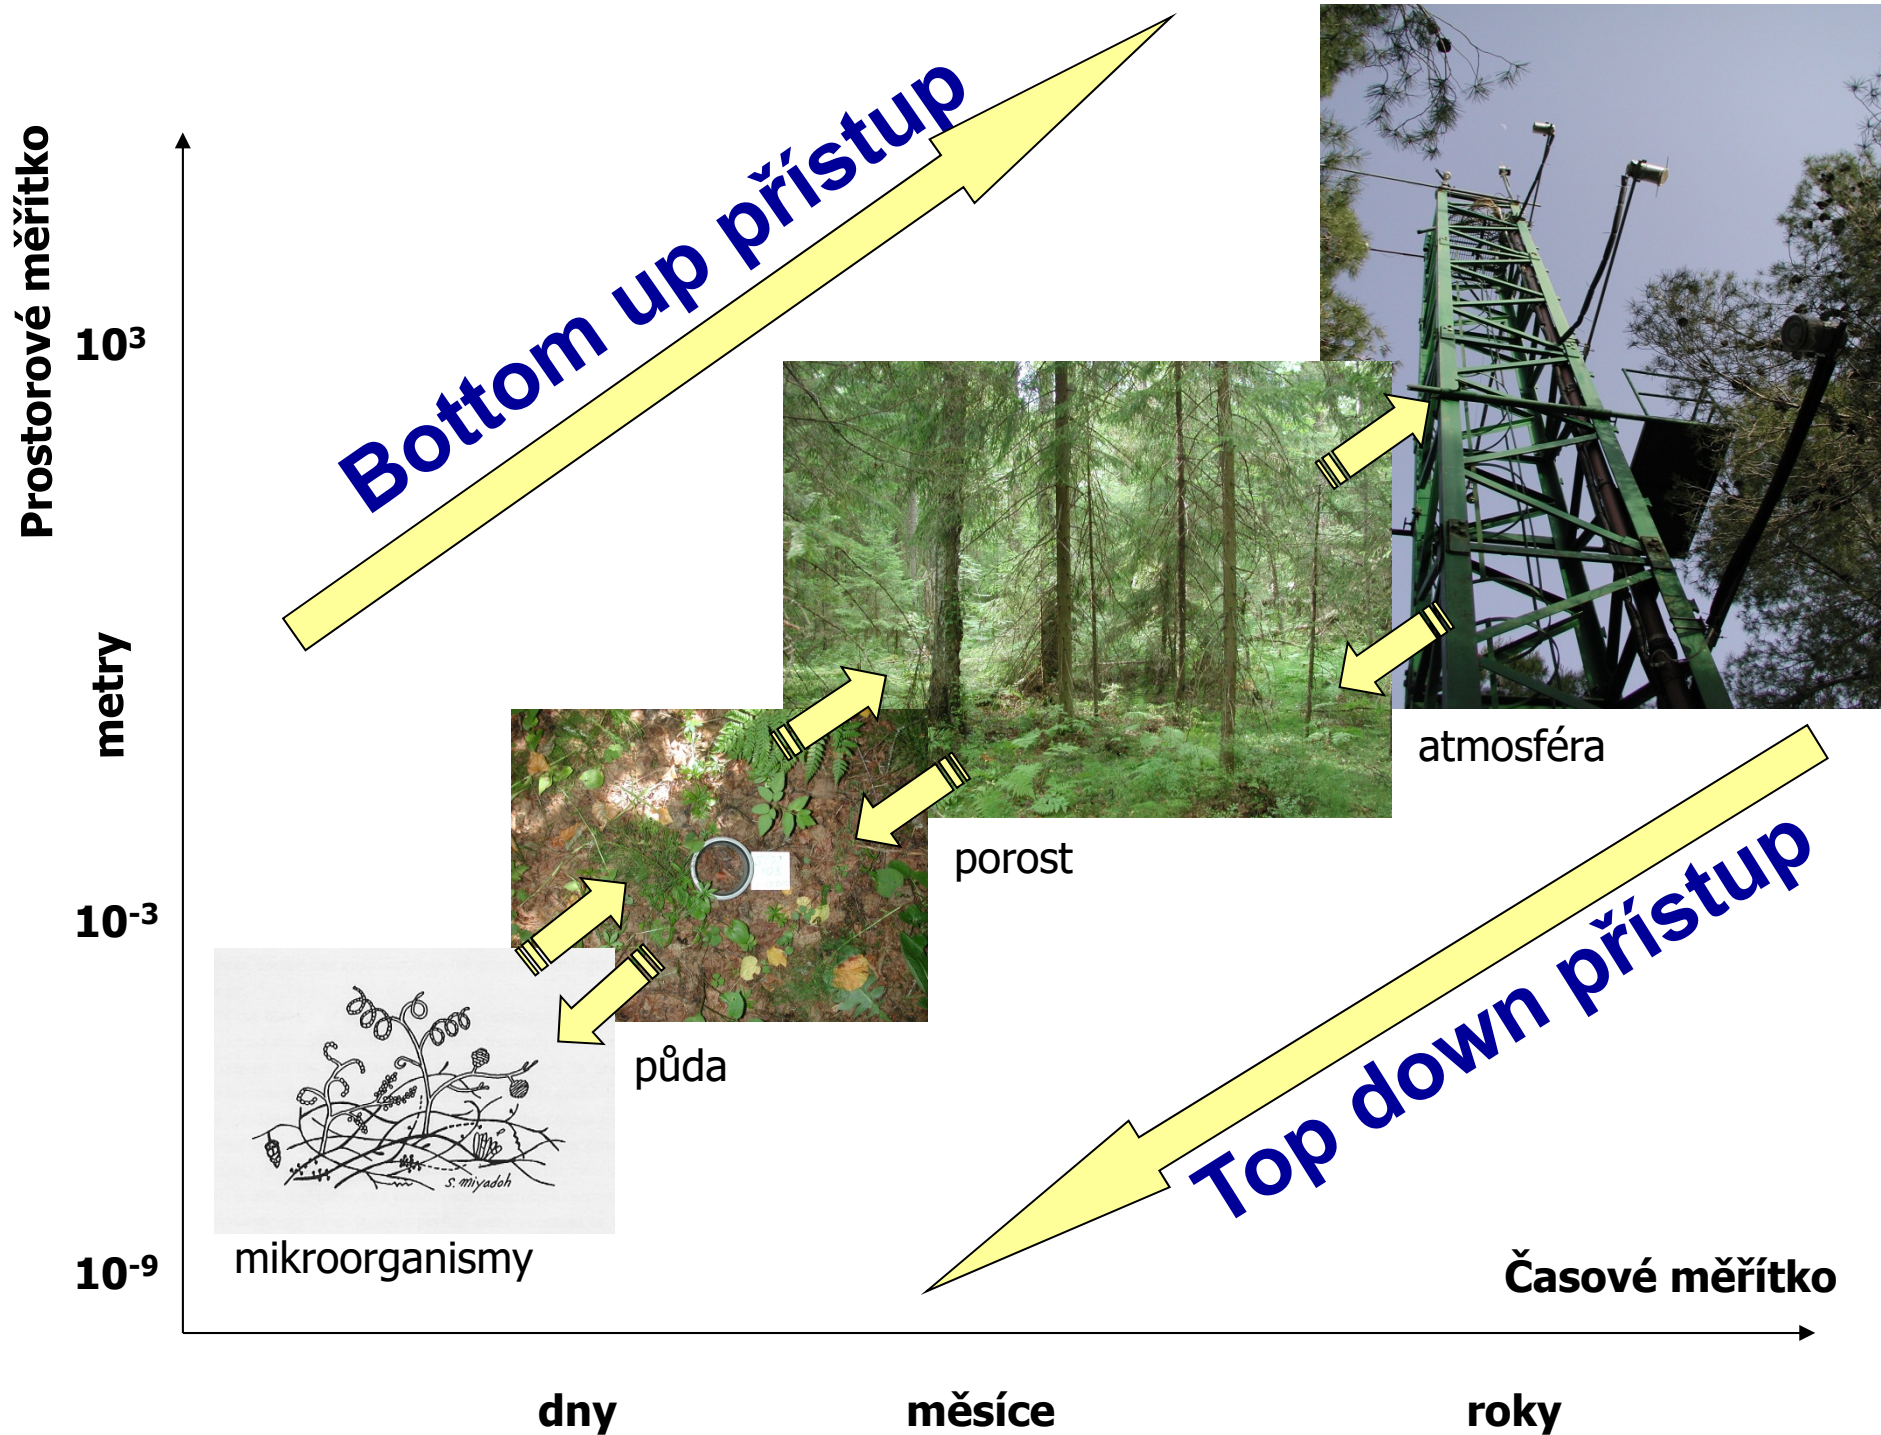 Prostorové měřítko
Bottom up přístup
10³
metry
atmosféra
porost
10⁻³
půda
Top down přístup
S. miyadoh
mikroorganismy
10⁻⁹
Časové měřítko
dny
měsíce
roky